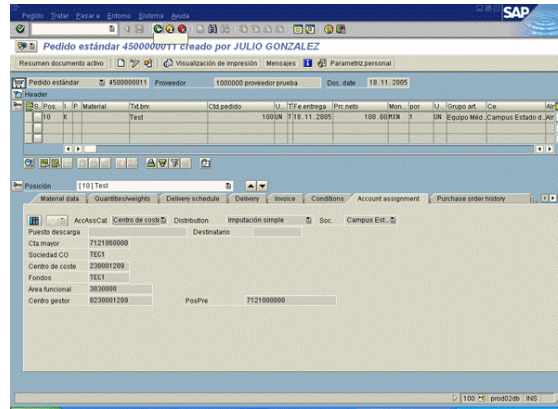 Pedido Tratar Pasar a Entorno Sistema Ayuda
SAP
Pedido estándar 4500000011 creado por JULIO GONZALEZ
Resumen documento activo Visualización de impresión Mensajes Parametriz.personal
Pedido estándar 4500000011 Proveedor 1000000 proveedor prueba Doc. date 18.11.2005
Header
S.. Pos. I P Material Txt.brv. Ctd.pedido U... T Fe.entrega Prc.neto Mon... por U... Grupo art. Ce. Alm
10 K Test 100 UN T 18.11.2005 100.00 MXN 1 UN Equipo Méd.. Campus Estado d.. Alm
Posición [10] Test
Material data Quantities/weights Delivery schedule Delivery Invoice Conditions Account assignment Purchase order history
AccAssCat Centro de coste Distribution Imputación simple Soc. Campus Est..
Puesto descarga Destinatario
Cta.mayor 7121060000
Sociedad CO TEC1
Centro de coste 230001209
Fondos TEC1
Área funcional 3030000
Centro gestor 0230001209 PosPre 7121000000
100 prod02db INS